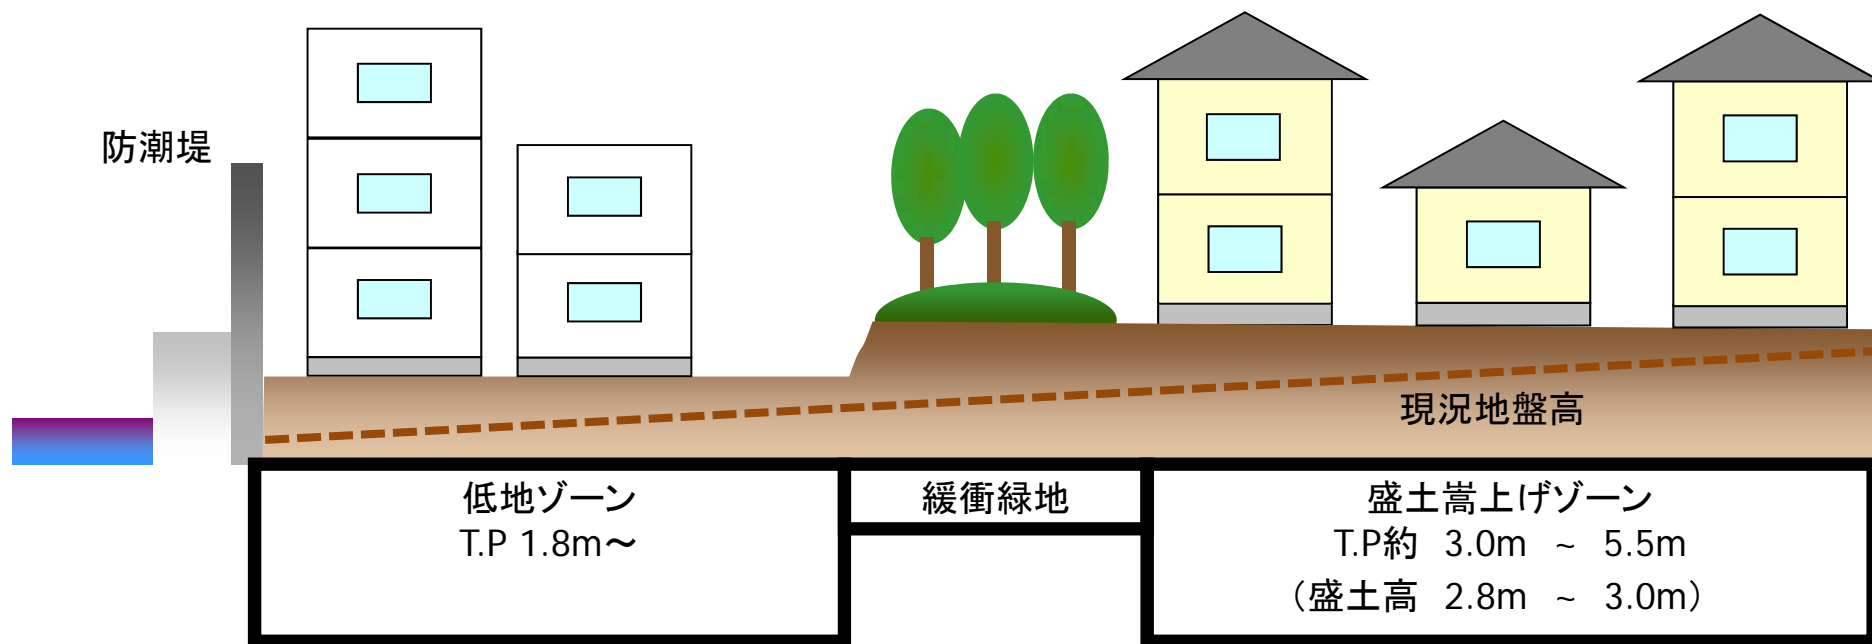 防潮堤
現況地盤高
低地ゾーン
T.P 1.8m～
緩衝緑地
盛土嵩上げゾーン
T.P約 3.0m ~ 5.5m
（盛土高 2.8m ~ 3.0m）